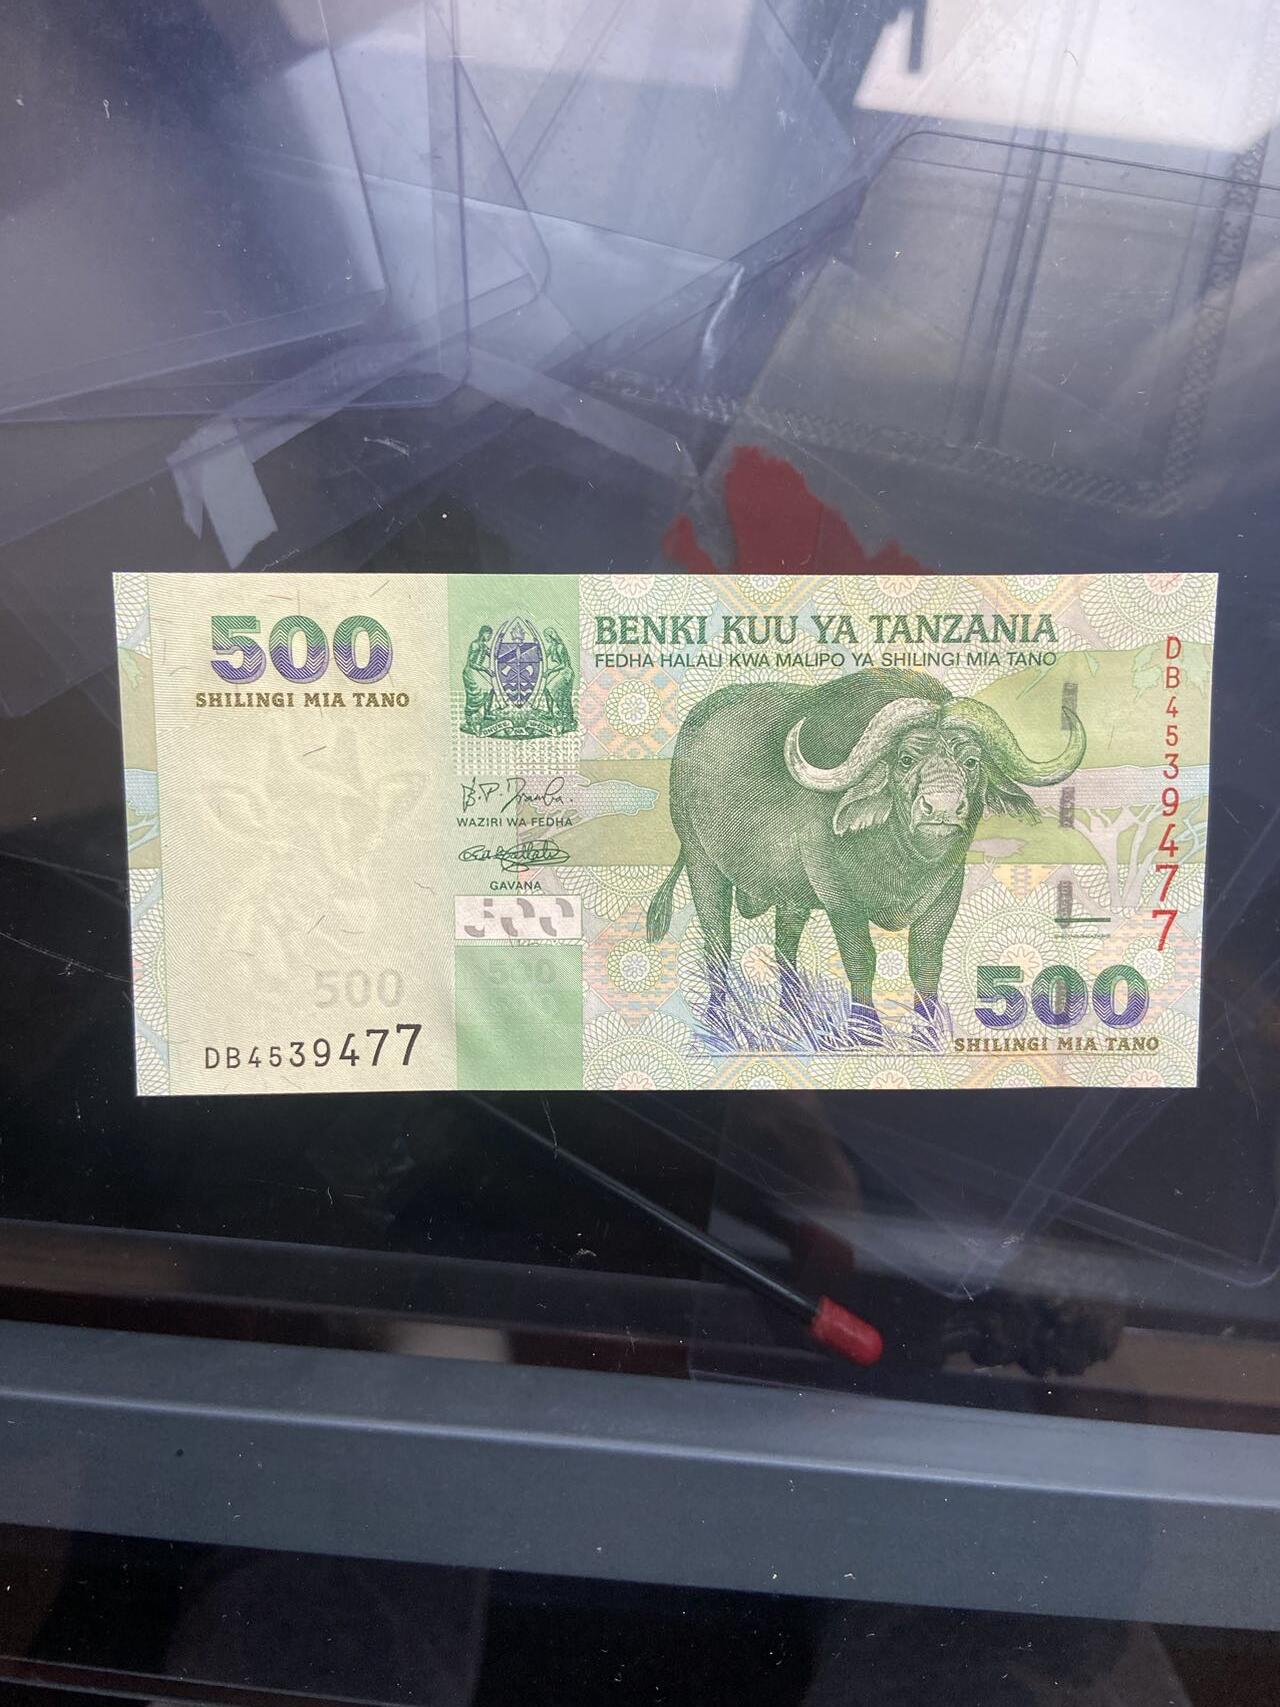 500
SHILINGI MIA TANO
BENKI KUU YA TANZANIA
FEDHA HALALI KWA MALIPO YA SHILINGI MIA TANO
DB4539477
WAZIRI WA FEDHA
GAVANA
500
500
500
DB4539477
500
SHILINGI MIA TANO